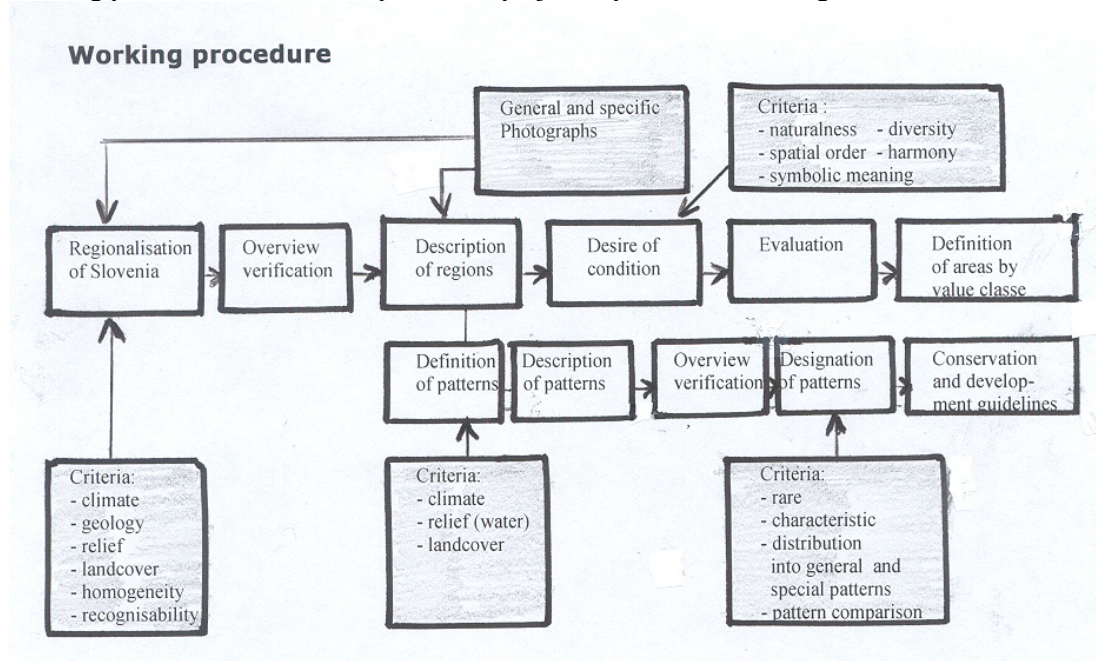 Working procedure
General and specific
Photographs
Criteria :
- naturalness - diversity
- spatial order - harmony
- symbolic meaning
Regionalisation
of Slovenia
Overview
verification
Description
of regions
Desire of
condition
Evaluation
Definition
of areas by
value classe
Definition
of patterns
Description
of patterns
Overview
verification
Designation
of patterns
Conservation
and develop-
ment guidelines
Criteria:
- climate
- geology
- relief
- landcover
- homogeneity
- recognisability
Criteria:
- climate
- relief (water)
- landcover
Criteria:
- rare
- characteristic
- distribution
into general and
special patterns
- pattern comparison